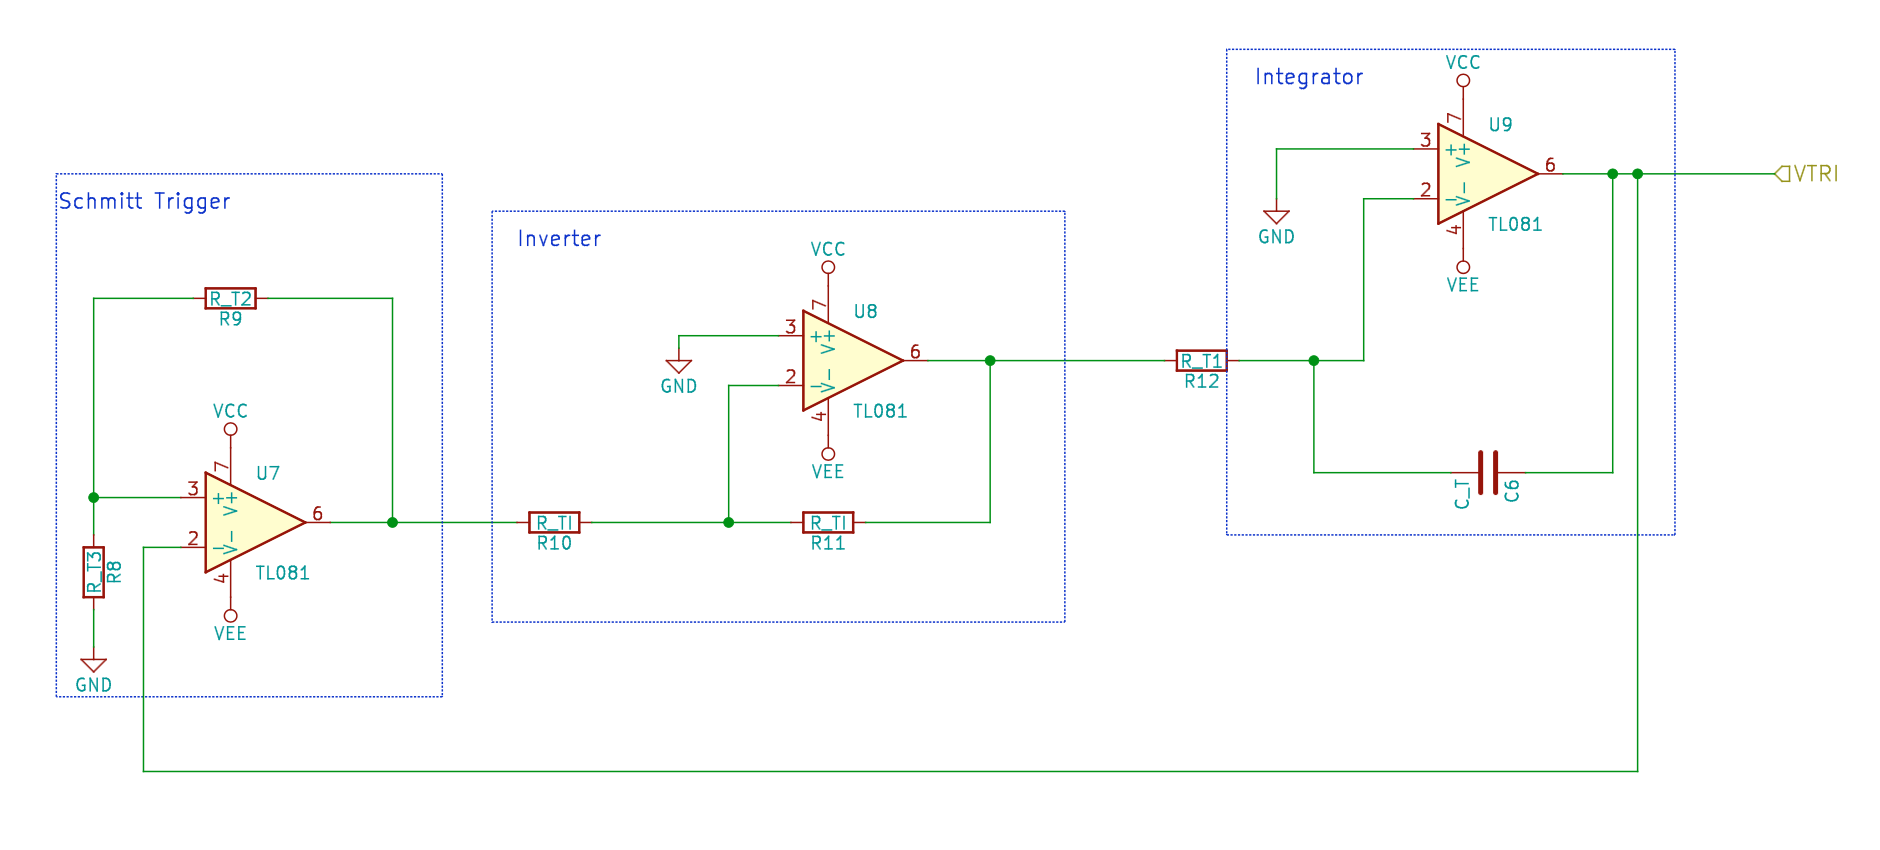 Schmitt Trigger
R_T2
R9
VCC
7
U7
3
+
V+
6
2
-
V-
4
TL081
VEE
R_T3
R8
GND
Inverter
VCC
7
U8
3
+
V+
6
2
-
V-
4
TL081
VEE
GND
R_TI
R10
R_TI
R11
R_T1
R12
Integrator
VCC
7
U9
3
+
V+
6
2
-
V-
4
TL081
VEE
GND
C_T
C6
VTRI